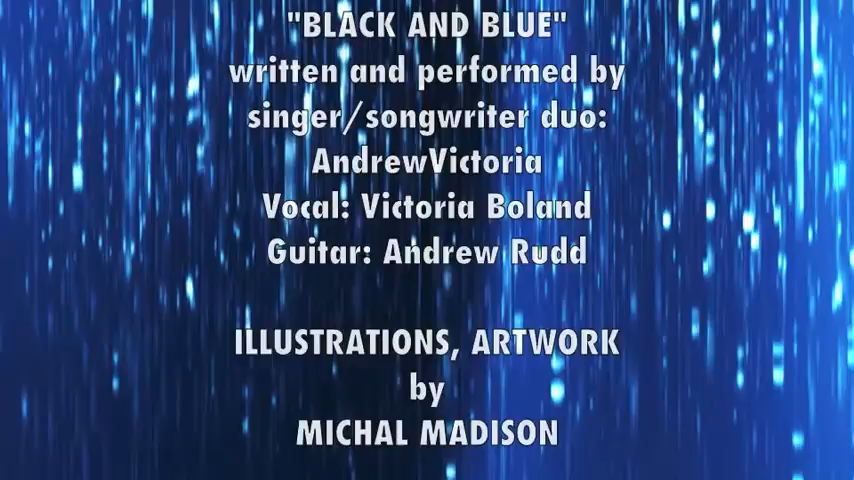 "BLACK AND BLUE"
written and performed by
singer/songwriter duo:
AndrewVictoria
Vocal: Victoria Boland
Guitar: Andrew Rudd
ILLUSTRATIONS, ARTWORK
by
MICHAL MADISON